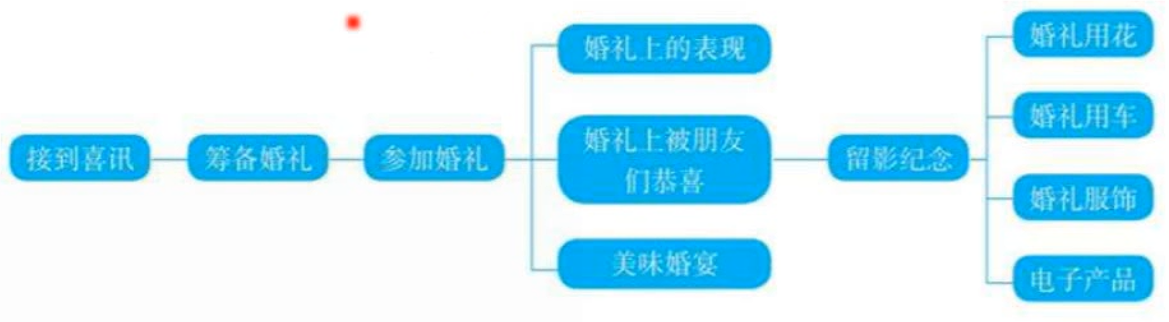 接到喜讯
筹备婚礼
参加婚礼
婚礼上的表现
婚礼上被朋友
们恭喜
美味婚宴
留影纪念
婚礼用花
婚礼用车
婚礼服饰
电子产品